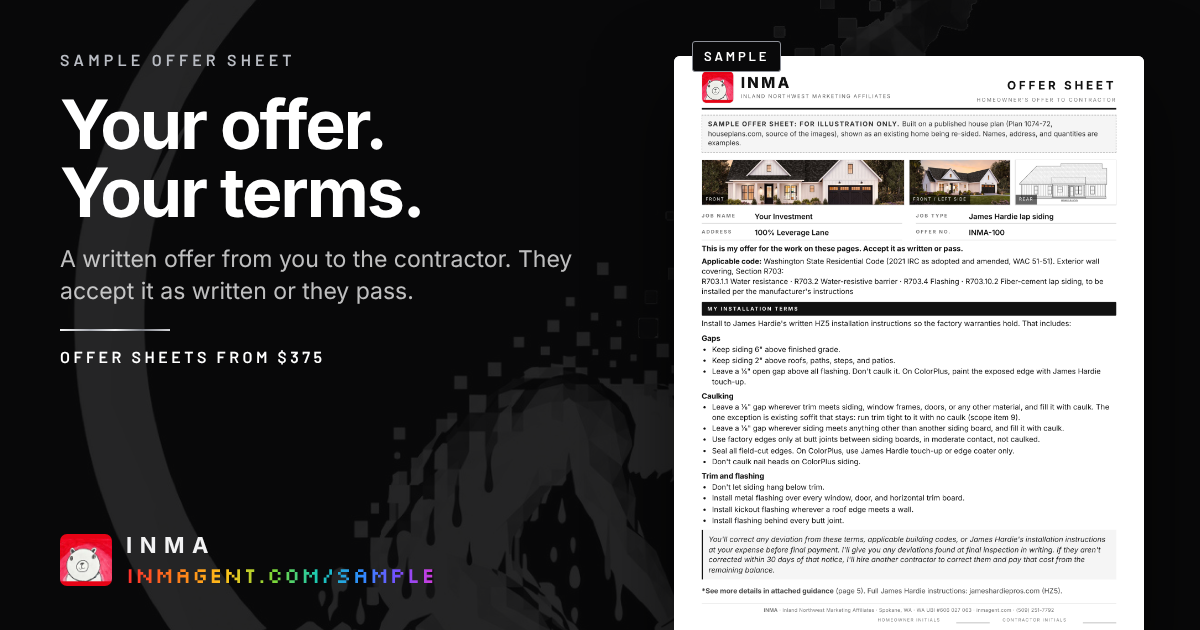 SAMPLE OFFER SHEET
Your offer.
Your terms.
A written offer from you to the contractor. They
accept it as written or they pass.
OFFER SHEETS FROM $375
INMA
INMAGENT.COM/SAMPLE
SAMPLE
INMA
INLAND NORTHWEST MARKETING AFFILIATES
OFFER SHEET
HOMEOWNER'S OFFER TO CONTRACTOR
SAMPLE OFFER SHEET: FOR ILLUSTRATION ONLY. Built on a published house plan (Plan 1074-72,
houseplans.com, source of the images), shown as an existing home being re-sided. Names, address, and quantities are
examples.
FRONT
FRONT / LEFT SIDE
REAR
JOB NAME Your Investment
JOB TYPE James Hardie lap siding
ADDRESS 100% Leverage Lane
OFFER NO. INMA-100
This is my offer for the work on these pages. Accept it as written or pass.
Applicable code: Washington State Residential Code (2021 IRC as adopted and amended, WAC 51-51). Exterior wall
covering, Section R703:
R703.1.1 Water resistance · R703.2 Water-resistive barrier · R703.4 Flashing · R703.10.2 Fiber-cement lap siding, to be
installed per the manufacturer's instructions
MY INSTALLATION TERMS
Install to James Hardie's written HZ5 installation instructions so the factory warranties hold. That includes:
Gaps
• Keep siding 6" above finished grade.
• Keep siding 2" above roofs, paths, steps, and patios.
• Leave a ¼" open gap above all flashing. Don't caulk it. On ColorPlus, paint the exposed edge with James Hardie
touch-up.
Caulking
• Leave a ⅛" gap wherever trim meets siding, window frames, doors, or any other material, and fill it with caulk. The
one exception is existing soffit that stays: run trim tight to it with no caulk (scope item 9).
• Leave a ⅛" gap wherever siding meets anything other than another siding board, and fill it with caulk.
• Use factory edges only at butt joints between siding boards, in moderate contact, not caulked.
• Seal all field-cut edges. On ColorPlus, use James Hardie touch-up or edge coater only.
• Don't caulk nail heads on ColorPlus siding.
Trim and flashing
• Don't let siding hang below trim.
• Install metal flashing over every window, door, and horizontal trim board.
• Install kickout flashing wherever a roof edge meets a wall.
• Install flashing behind every butt joint.
You'll correct any deviation from these terms, applicable building codes, or James Hardie's installation instructions
at your expense before final payment. I'll give you any deviations found at final inspection in writing. If they aren't
corrected within 30 days of that notice, I'll hire another contractor to correct them and pay that cost from the
remaining balance.
*See more details in attached guidance (page 5). Full James Hardie instructions: jameshardiepros.com (HZ5).
INMA · Inland Northwest Marketing Affiliates · Spokane, WA · WA UBI #606 027 063 · inmagent.com · (509) 251-7792
HOMEOWNER INITIALS
CONTRACTOR INITIALS